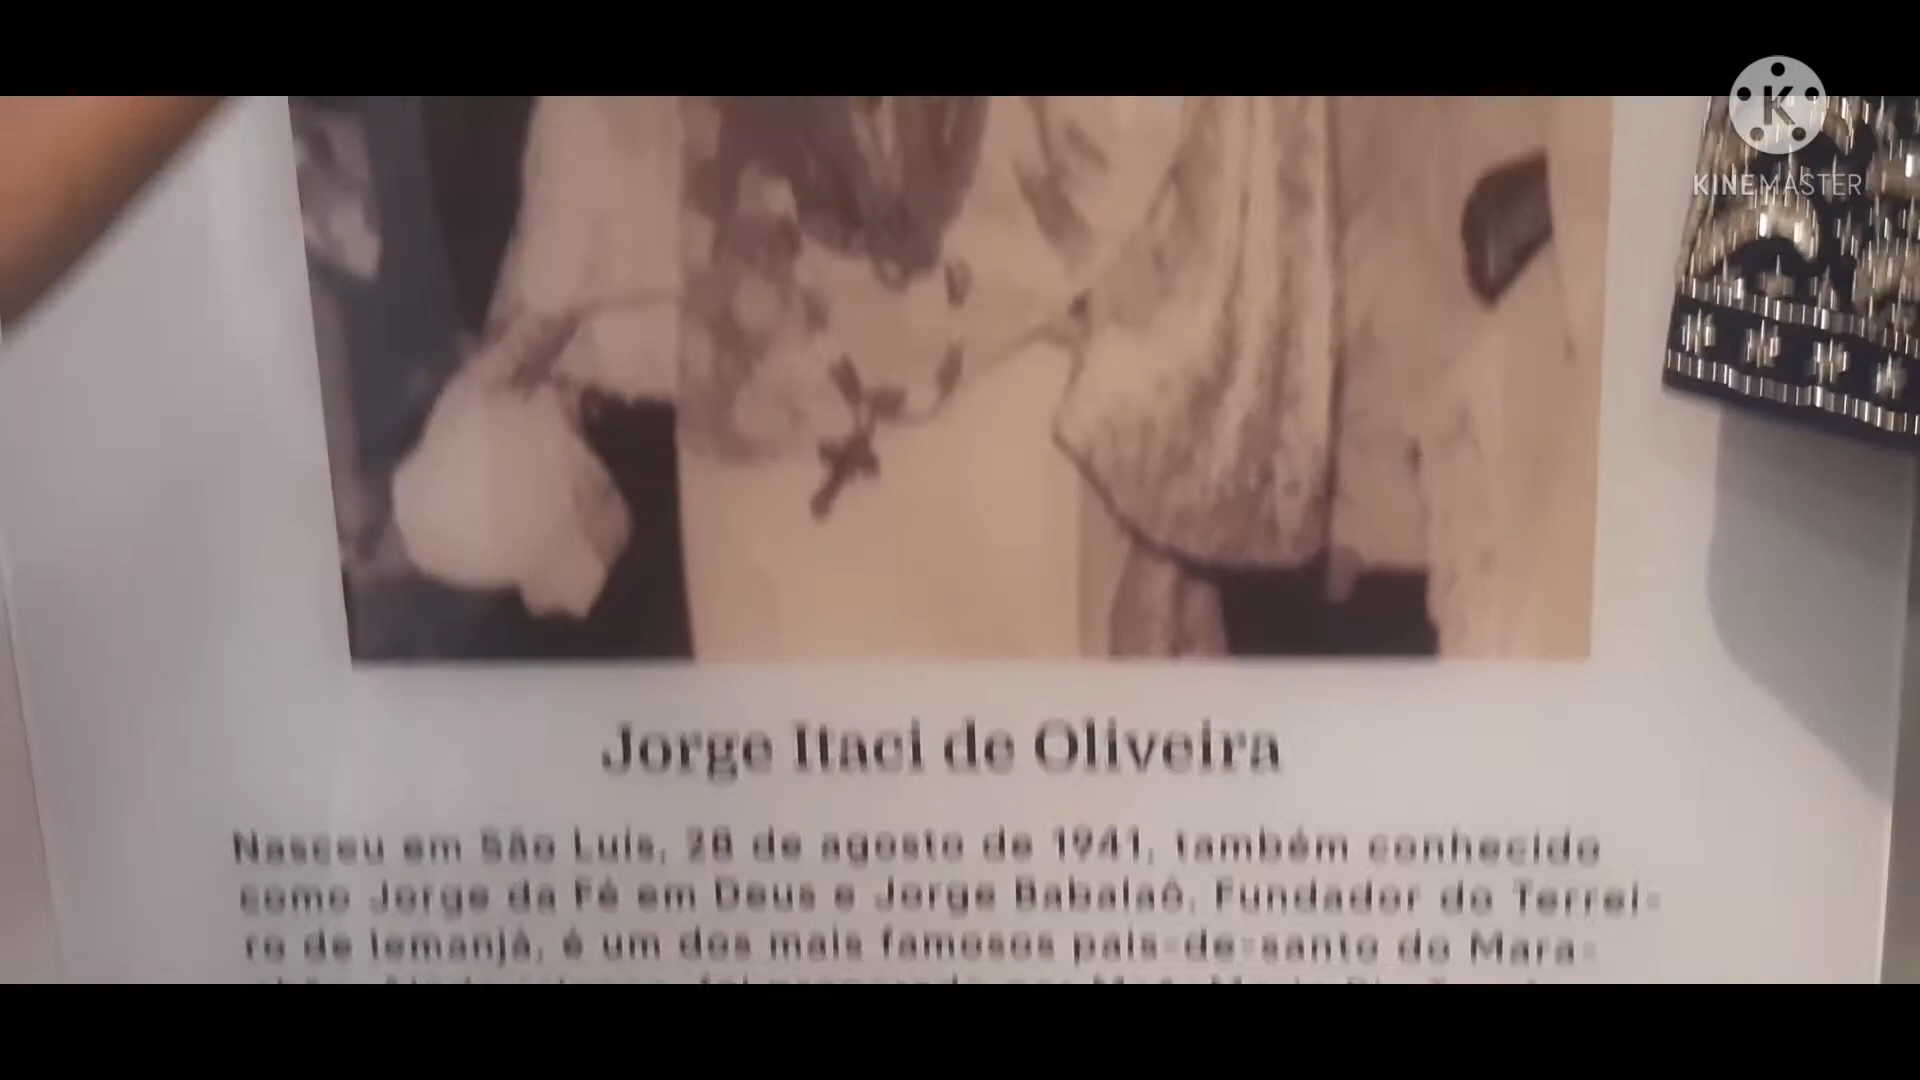 KINEMASTER
Jorge Itaci de Oliveira
Nasceu em São Luís, 28 de agosto de 1941, também conhecido
como Jorge da Fé em Deus e Jorge Babalaô. Fundador do Terrei-
ro de Iemanjá, é um dos mais famosos pais-de-santo do Mara-